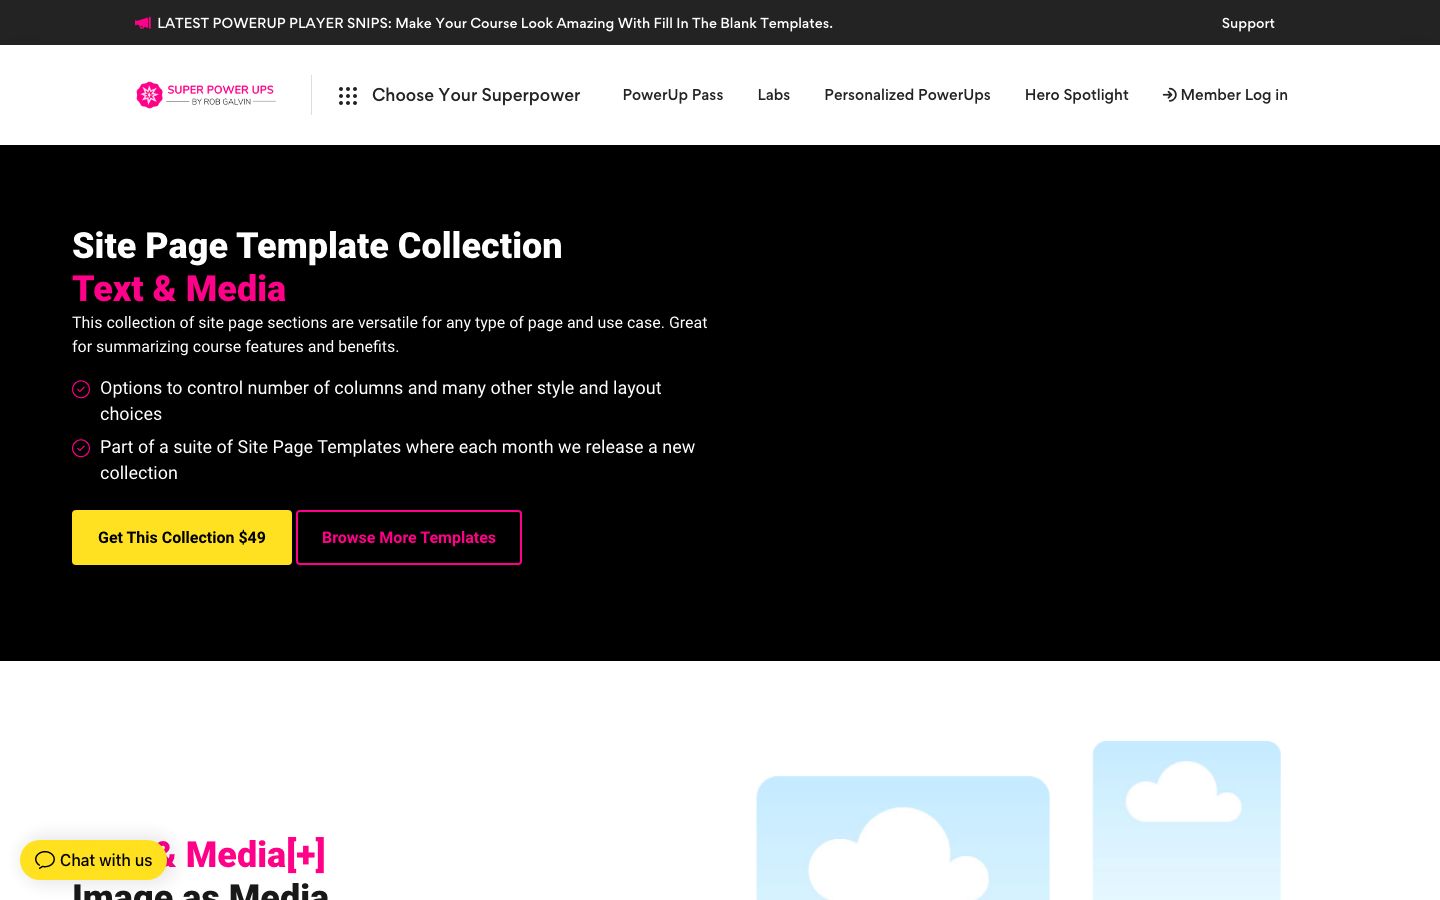 LATEST POWERUP PLAYER SNIPS: Make Your Course Look Amazing With Fill In The Blank Templates.
Support
SUPER POWER UPS
BY ROB GALVIN
Choose Your Superpower
PowerUp Pass
Labs
Personalized PowerUps
Hero Spotlight
Member Log in
Site Page Template Collection
Text & Media
This collection of site page sections are versatile for any type of page and use case. Great
for summarizing course features and benefits.
Options to control number of columns and many other style and layout
choices
Part of a suite of Site Page Templates where each month we release a new
collection
Get This Collection $49
Browse More Templates
& Media[+]
Image as Media
Chat with us